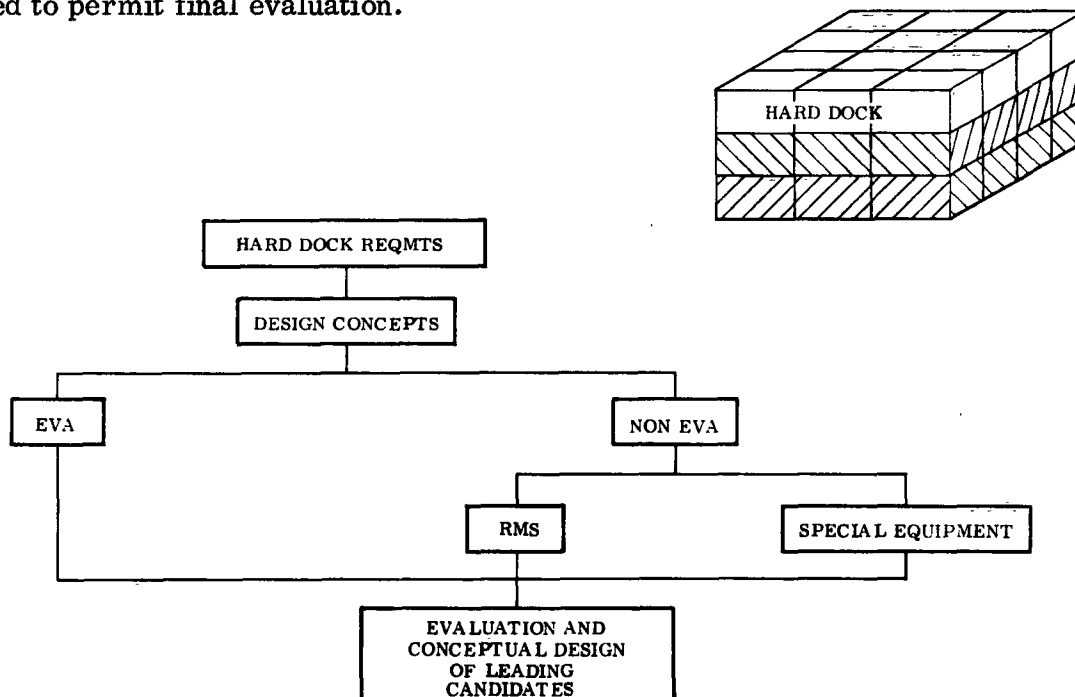 ed to permit final evaluation.
HARD DOCK
HARD DOCK REQMTS
DESIGN CONCEPTS
EVA
NON EVA
RMS
SPECIAL EQUIPMENT
EVALUATION AND
CONCEPTUAL DESIGN
OF LEADING
CANDIDATES